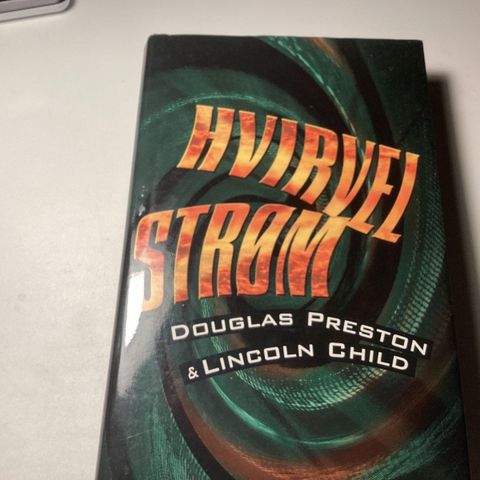 HVIRVEL
STRØM
DOUGLAS PRESTON
& LINCOLN CHILD